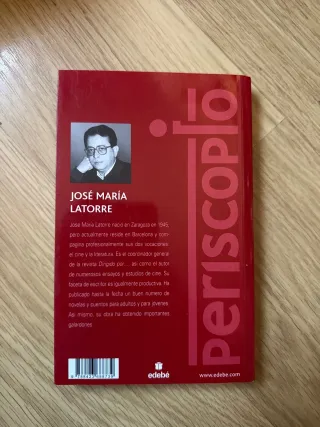 JOSÉ MARÍA
LATORRE
José María Latorre nació en Zaragoza en 1945,
pero actualmente reside en Barcelona y com-
pagina profesionalmente sus dos vocaciones:
el cine y la literatura. Es el coordinador general
de la revista Dirigido por..., así como el autor
de numerosos ensayos y estudios de cine. Su
faceta de escritor es igualmente productiva. Ha
publicado hasta la fecha un buen número de
novelas y cuentos para adultos y para jóvenes.
Así mismo, su obra ha obtenido importantes
galardones.
periscopio
edebé
www.edebe.com